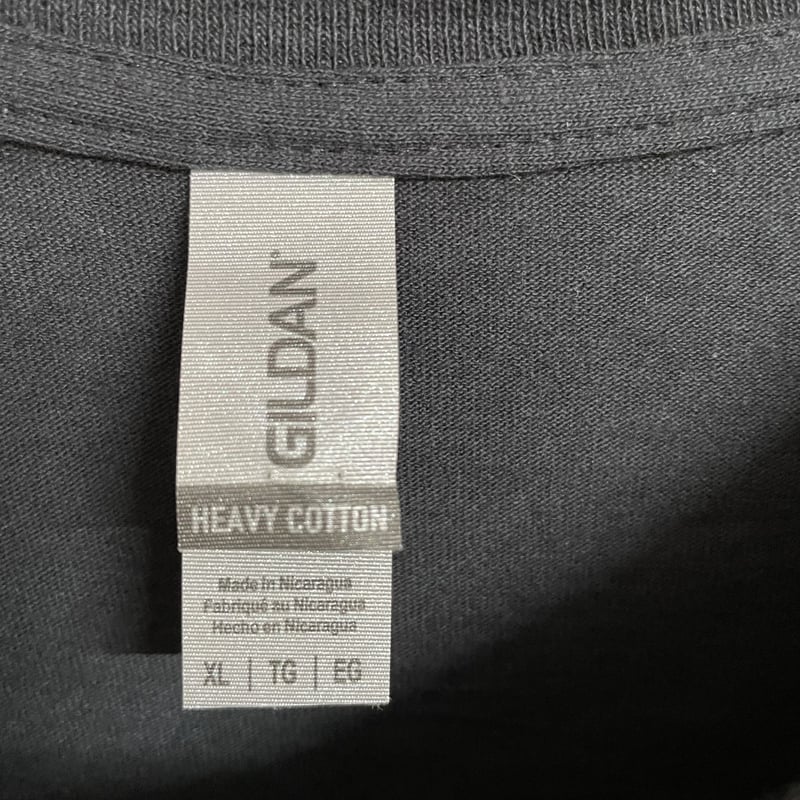 GILDAN
HEAVY COTTON
Made in Nicaragua
Fabriqué au Nicaragua
Hecho en Nicaragua
XL | TG | EG